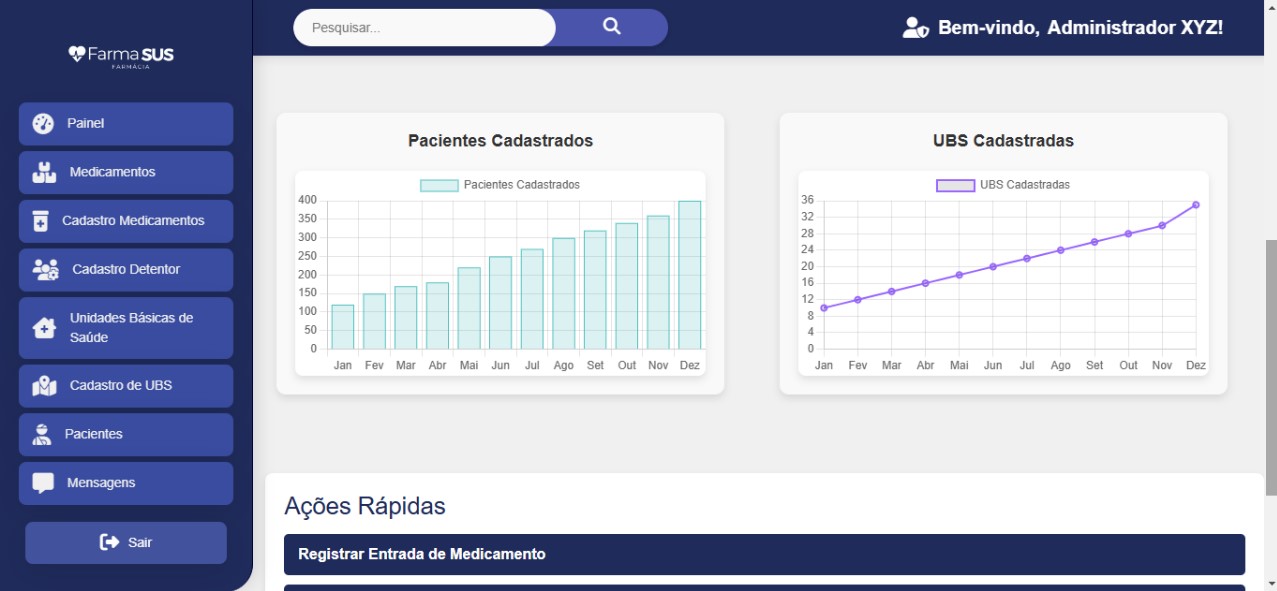 Farma SUS
FARMÁCIA
Painel
Medicamentos
Cadastro Medicamentos
Cadastro Detentor
Unidades Básicas de
Saúde
Cadastro de UBS
Pacientes
Mensagens
Sair
Pesquisar...
Bem-vindo, Administrador XYZ!
Pacientes Cadastrados
Pacientes Cadastrados
400
350
300
250
200
150
100
50
0
Jan Fev Mar Abr Mai Jun Jul Ago Set Out Nov Dez
UBS Cadastradas
UBS Cadastradas
36
32
28
24
20
16
12
8
4
0
Jan Fev Mar Abr Mai Jun Jul Ago Set Out Nov Dez
Ações Rápidas
Registrar Entrada de Medicamento